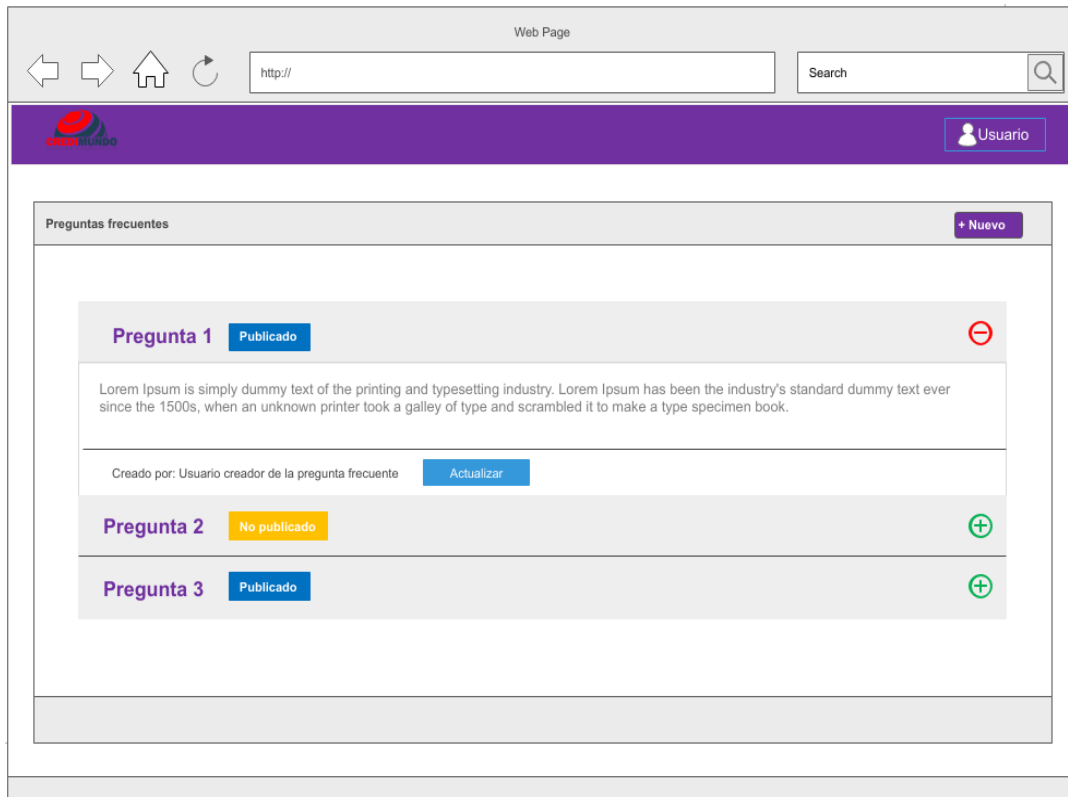 Web Page
http://
Search
CREDIMUNDO
Usuario
Preguntas frecuentes
+ Nuevo
Pregunta 1
Publicado
Lorem Ipsum is simply dummy text of the printing and typesetting industry. Lorem Ipsum has been the industry's standard dummy text ever
since the 1500s, when an unknown printer took a galley of type and scrambled it to make a type specimen book.
Creado por: Usuario creador de la pregunta frecuente
Actualizar
Pregunta 2
No publicado
Pregunta 3
Publicado